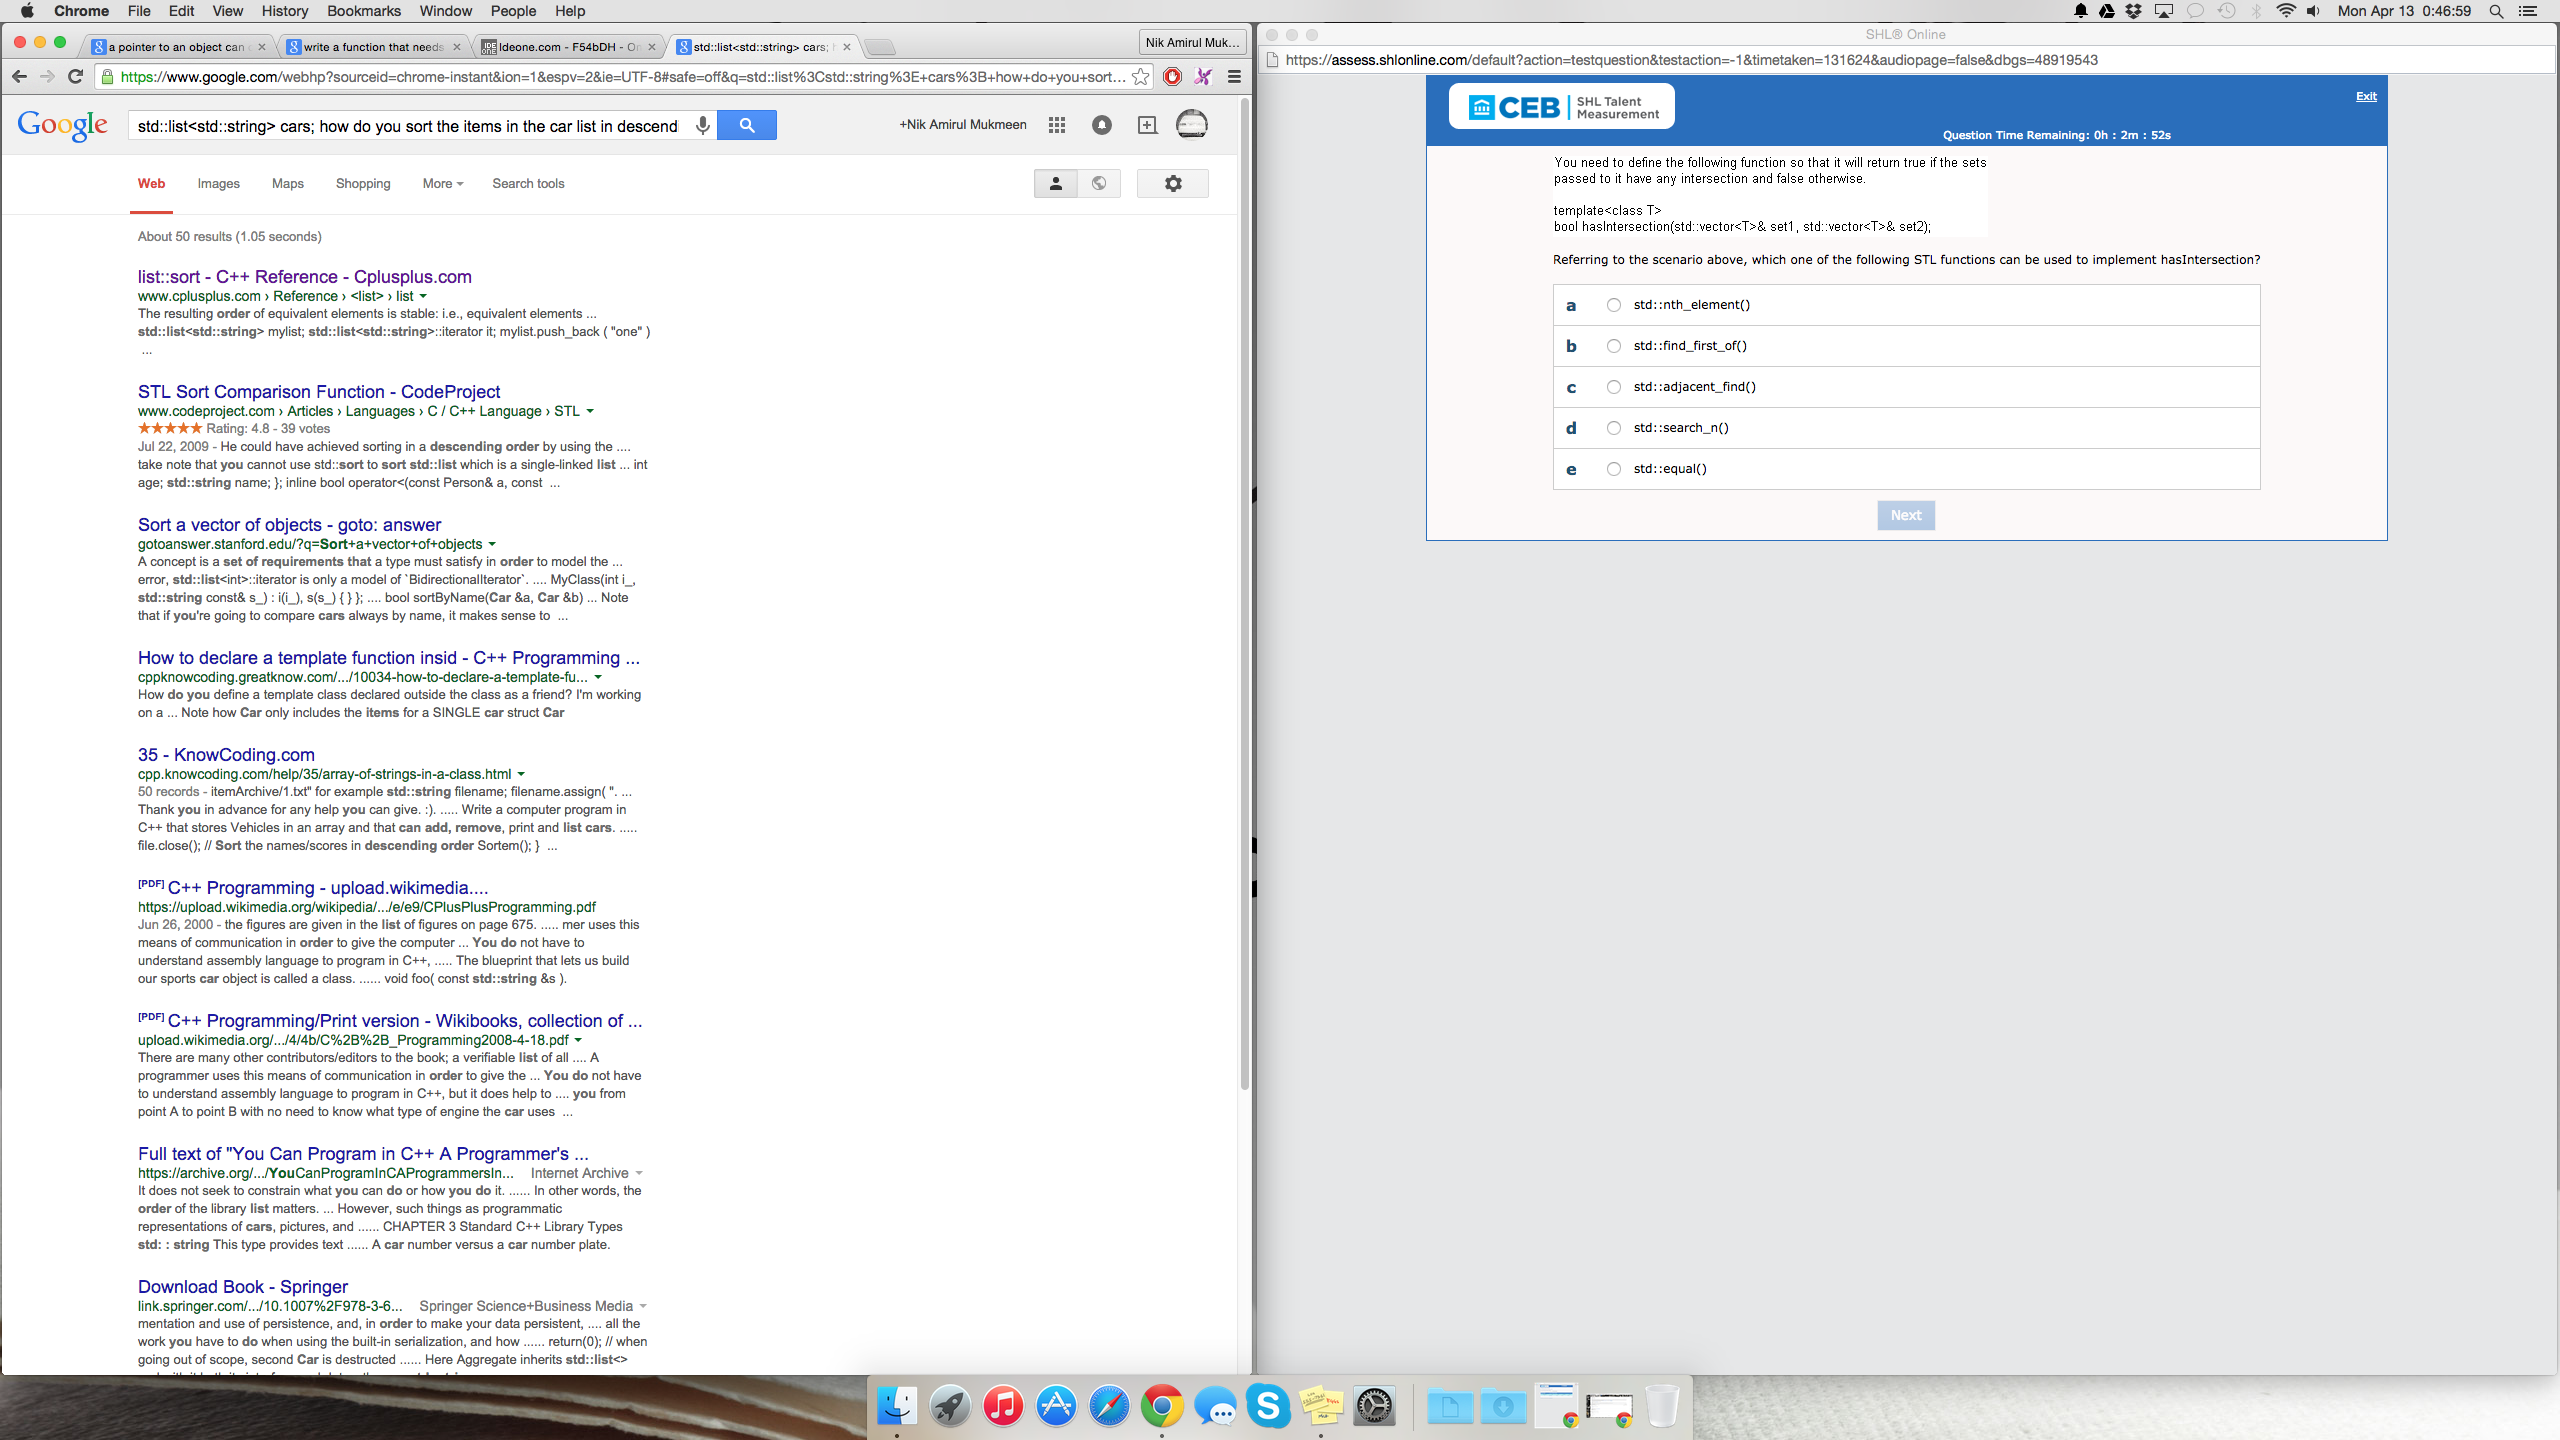 Chrome File Edit View History Bookmarks Window People Help
Mon Apr 13 0:46:59
a pointer to an object can
write a function that needs
Ideone.com - F54bDH - On
std::list<std::string> cars; h
Nik Amirul Muk...
https://www.google.com/webhp?sourceid=chrome-instant&ion=1&espv=2&ie=UTF-8#safe=off&q=std::list%3Cstd::string%3E+cars%3B+how+do+you+sort...
Google
std::list<std::string> cars; how do you sort the items in the car list in descendi
+Nik Amirul Mukmeen
Web Images Maps Shopping More Search tools
About 50 results (1.05 seconds)
list::sort - C++ Reference - Cplusplus.com
www.cplusplus.com › Reference › <list> › list
The resulting order of equivalent elements is stable: i.e., equivalent elements ...
std::list<std::string> mylist; std::list<std::string>::iterator it; mylist.push_back ( "one" )
...
STL Sort Comparison Function - CodeProject
www.codeproject.com › Articles › Languages › C / C++ Language › STL
Rating: 4.8 - 39 votes
Jul 22, 2009 - He could have achieved sorting in a descending order by using the ....
take note that you cannot use std::sort to sort std::list which is a single-linked list ... int
age; std::string name; }; inline bool operator<(const Person& a, const ...
Sort a vector of objects - goto: answer
gotoanswer.stanford.edu/?q=Sort+a+vector+of+objects
A concept is a set of requirements that a type must satisfy in order to model the ...
error, std::list<int>::iterator is only a model of `BidirectionalIterator`. .... MyClass(int i_,
std::string const& s_) : i(i_), s(s_) { } }; .... bool sortByName(Car &a, Car &b) ... Note
that if you're going to compare cars always by name, it makes sense to ...
How to declare a template function insid - C++ Programming ...
cppknowcoding.greatknow.com/.../10034-how-to-declare-a-template-fu...
How do you define a template class declared outside the class as a friend? I'm working
on a ... Note how Car only includes the items for a SINGLE car struct Car
35 - KnowCoding.com
cpp.knowcoding.com/help/35/array-of-strings-in-a-class.html
50 records - itemArchive/1.txt" for example std::string filename; filename.assign( ". ...
Thank you in advance for any help you can give. :). ..... Write a computer program in
C++ that stores Vehicles in an array and that can add, remove, print and list cars. .....
file.close(); // Sort the names/scores in descending order Sortem(); } ...
[PDF] C++ Programming - upload.wikimedia....
https://upload.wikimedia.org/wikipedia/.../e/e9/CPlusPlusProgramming.pdf
Jun 26, 2000 - the figures are given in the list of figures on page 675. ..... mer uses this
means of communication in order to give the computer ... You do not have to
understand assembly language to program in C++, ..... The blueprint that lets us build
our sports car object is called a class. ...... void foo( const std::string &s ).
[PDF] C++ Programming/Print version - Wikibooks, collection of ...
upload.wikimedia.org/.../4/4b/C%2B%2B_Programming2008-4-18.pdf
There are many other contributors/editors to the book; a verifiable list of all .... A
programmer uses this means of communication in order to give the ... You do not have
to understand assembly language to program in C++, but it does help to .... you from
point A to point B with no need to know what type of engine the car uses ...
Full text of "You Can Program in C++ A Programmer's ...
https://archive.org/.../YouCanProgramInCAProgrammersIn... Internet Archive
It does not seek to constrain what you can do or how you do it. ...... In other words, the
order of the library list matters. ... However, such things as programmatic
representations of cars, pictures, and ...... CHAPTER 3 Standard C++ Library Types
std: : string This type provides text ...... A car number versus a car number plate.
Download Book - Springer
link.springer.com/.../10.1007%2F978-3-6... Springer Science+Business Media
mentation and use of persistence, and, in order to make your data persistent, .... all the
work you have to do when using the built-in serialization, and how ...... return(0); // when
going out of scope, second Car is destructed ...... Here Aggregate inherits std::list<>
SHL® Online
https://assess.shlonline.com/default?action=testquestion&testaction=-1&timetaken=131624&audiopage=false&dbgs=48919543
CEB SHL Talent
Measurement
Exit
Question Time Remaining: 0h : 2m : 52s
You need to define the following function so that it will return true if the sets
passed to it have any intersection and false otherwise.
template<class T>
bool hasIntersection(std::vector<T>& set1, std::vector<T>& set2);
Referring to the scenario above, which one of the following STL functions can be used to implement hasIntersection?
a std::nth_element()
b std::find_first_of()
c std::adjacent_find()
d std::search_n()
e std::equal()
Next